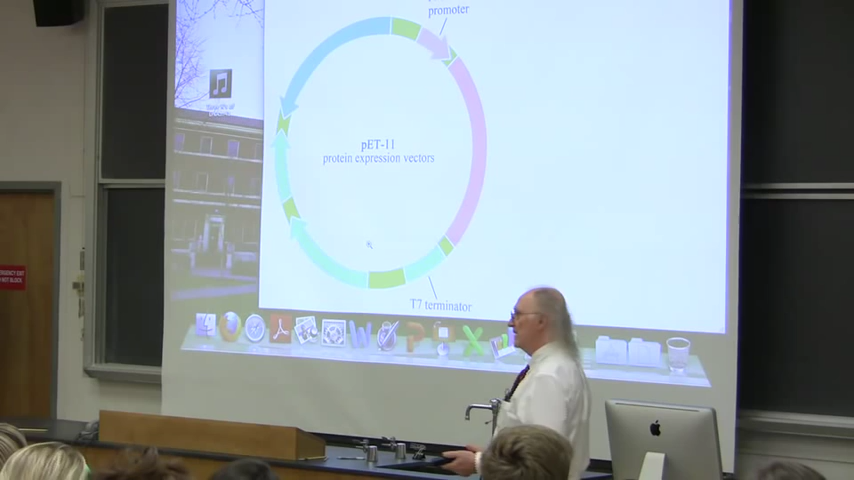 promoter
pET-11
protein expression vectors
T7 terminator